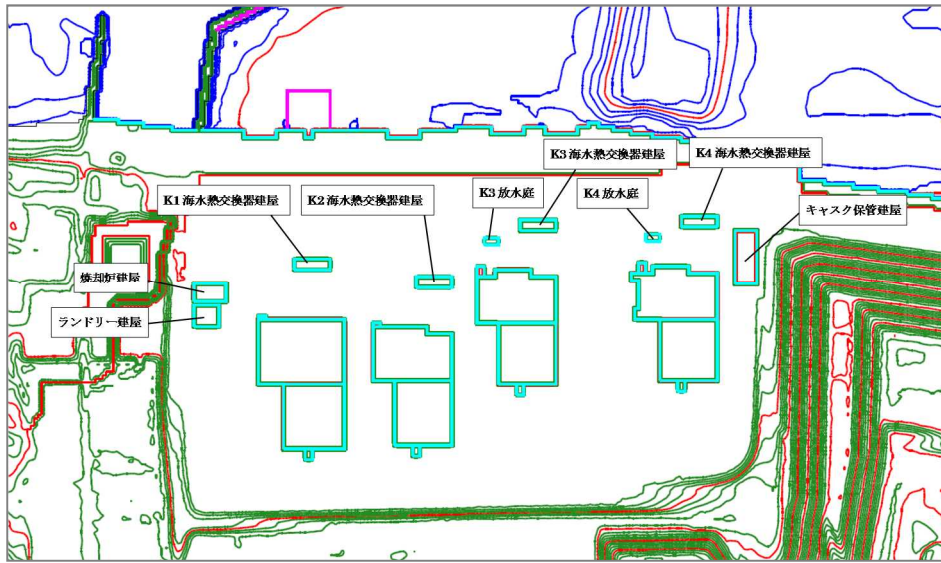 K3 海水熱交換器建屋
K4 海水熱交換器建屋
K1 海水熱交換器建屋
K2 海水熱交換器建屋
K3 放水庭
K4 放水庭
キャスク保管建屋
焼却炉建屋
ランドリー建屋